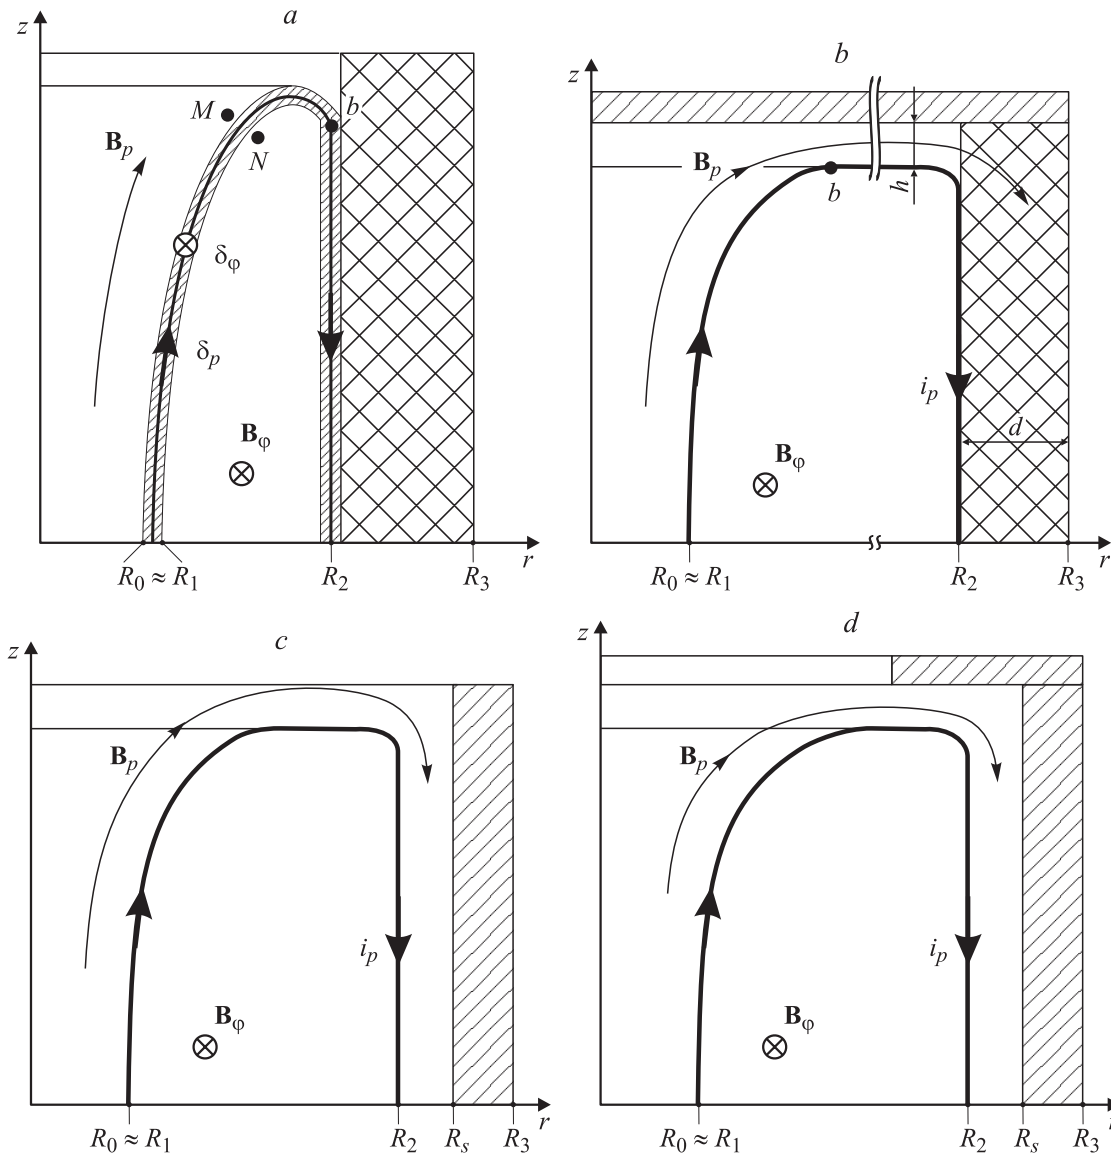 a
z
M
b
N
B_p
δ_φ
δ_p
B_φ
R_0 ≈ R_1
R_2
R_3
r
b
z
B_p
b
h
i_p
d
B_φ
R_0 ≈ R_1
R_2
R_3
r
c
z
B_p
i_p
B_φ
R_0 ≈ R_1
R_2
R_s
R_3
r
d
z
B_p
i_p
B_φ
R_0 ≈ R_1
R_2
R_s
R_3